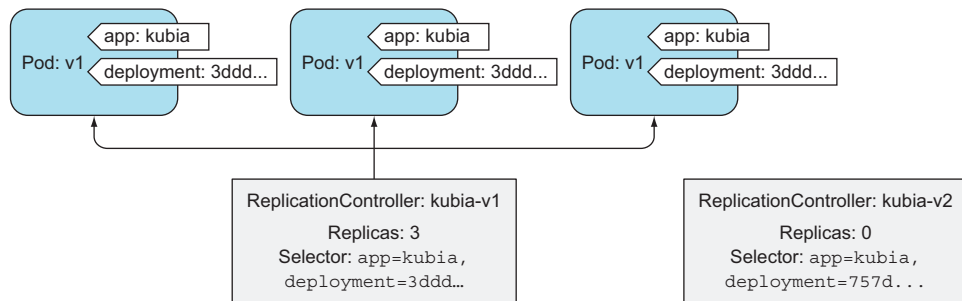 app: kubia
Pod: v1
deployment: 3ddd...
app: kubia
Pod: v1
deployment: 3ddd...
app: kubia
Pod: v1
deployment: 3ddd...
ReplicationController: kubia-v1
Replicas: 3
Selector: app=kubia,
deployment=3ddd…
ReplicationController: kubia-v2
Replicas: 0
Selector: app=kubia,
deployment=757d...